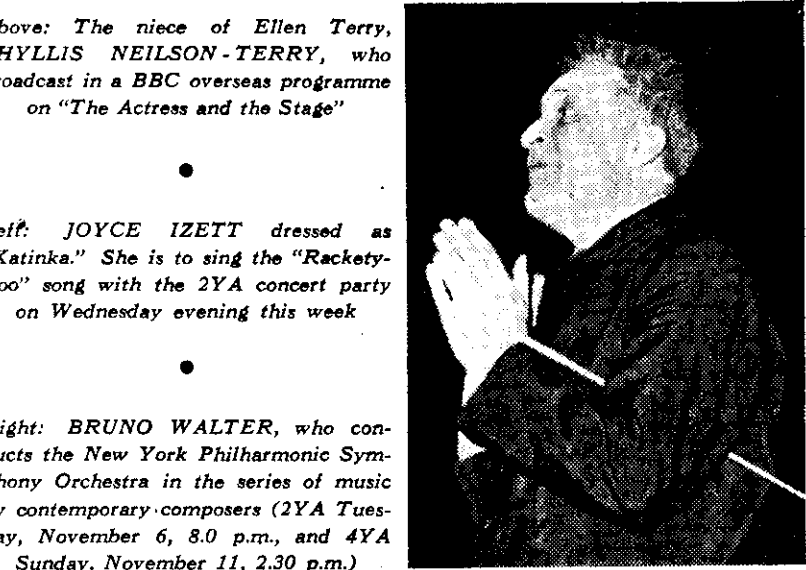 bove: The niece of Ellen Terry,
HYLLIS NEILSON-TERRY, who
roadcast in a BBC overseas programme
on "The Actress and the Stage"
●
eft: JOYCE IZETT dressed as
Katinka." She is to sing the "Rackety-
oo" song with the 2YA concert party
on Wednesday evening this week
●
ight: BRUNO WALTER, who con-
ucts the New York Philharmonic Sym-
hony Orchestra in the series of music
y contemporary composers (2YA Tues-
ay, November 6, 8.0 p.m., and 4YA
Sunday, November 11, 2.30 p.m.)